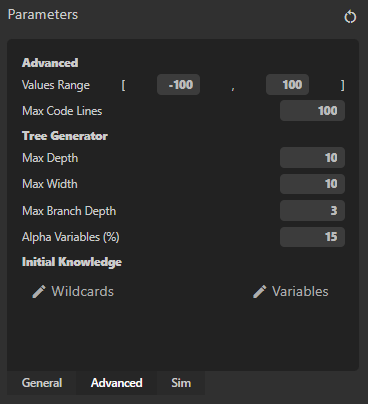 Parameters
Advanced
Values Range [ -100 , 100 ]
Max Code Lines 100
Tree Generator
Max Depth 10
Max Width 10
Max Branch Depth 3
Alpha Variables (%) 15
Initial Knowledge
Wildcards Variables
General Advanced Sim